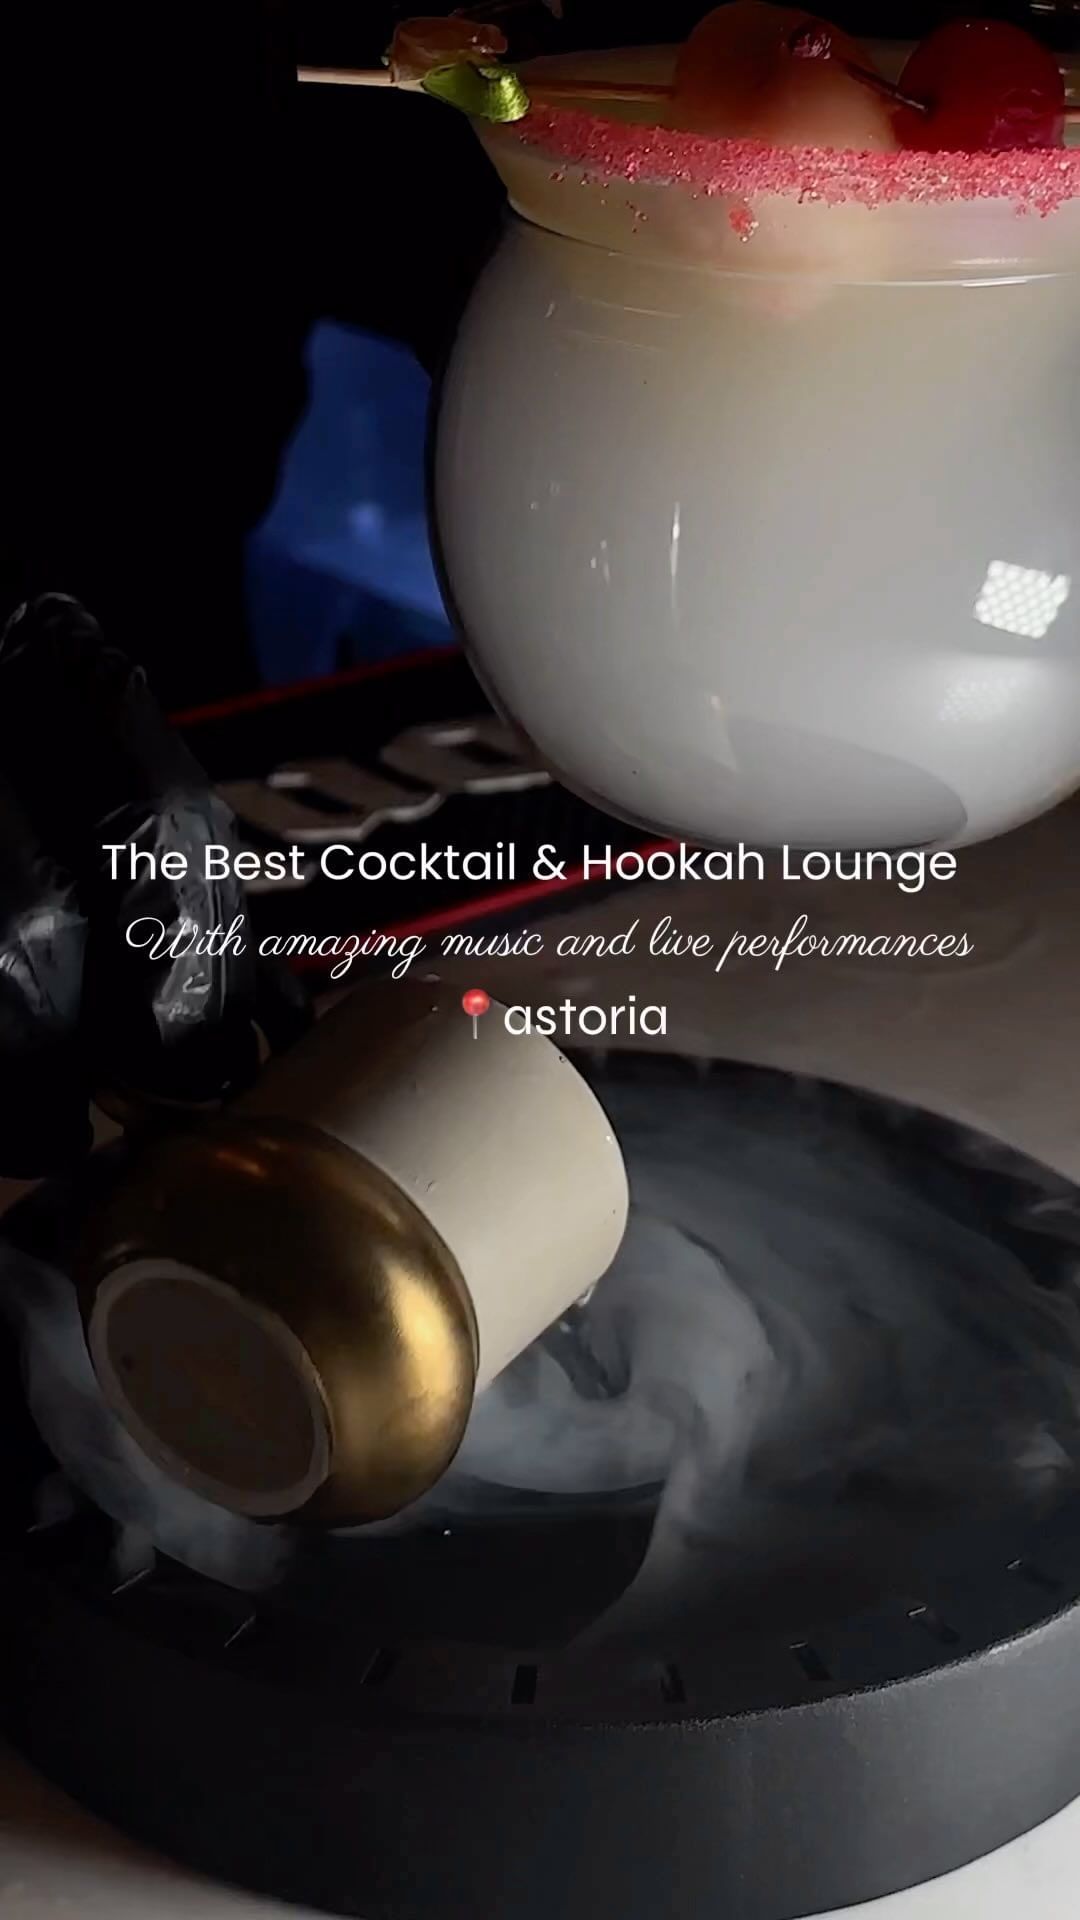 The Best Cocktail & Hookah Lounge
With amazing music and live performances
📍astoria